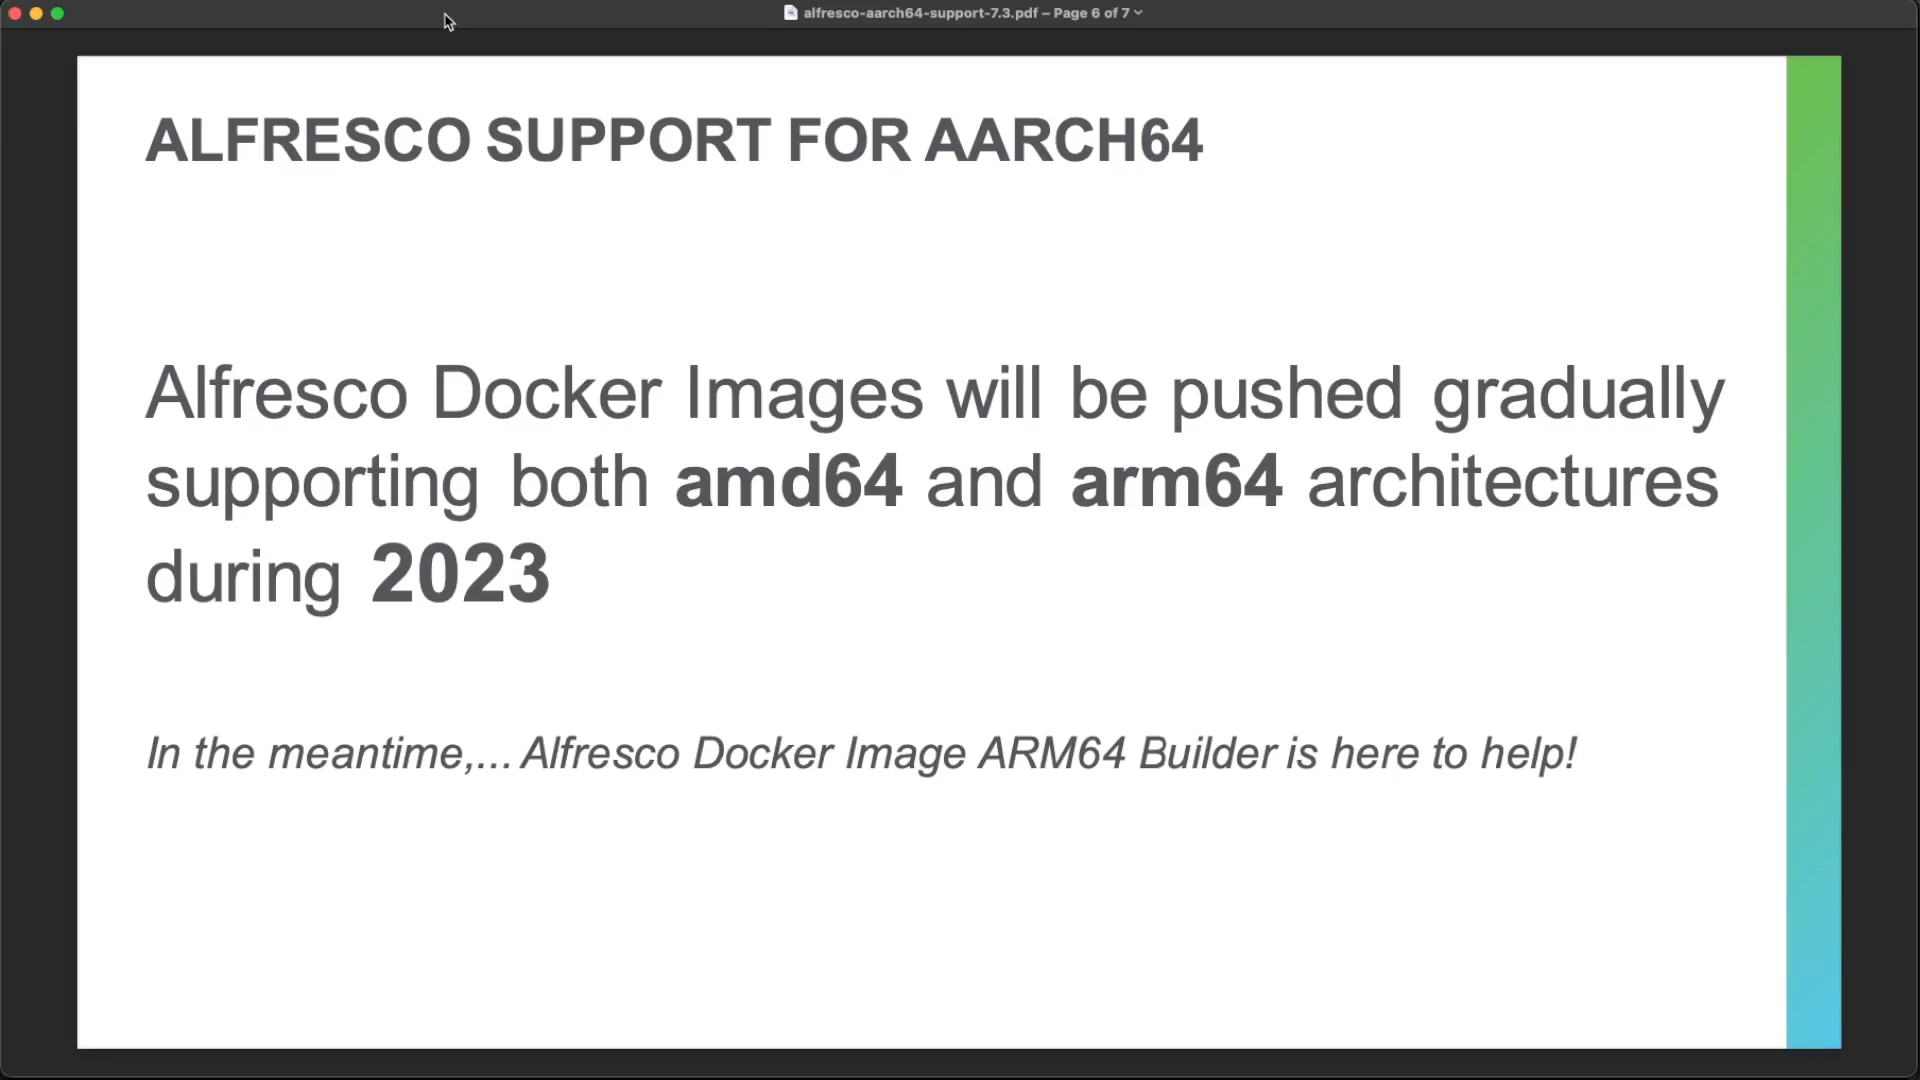 alfresco-aarch64-support-7.3.pdf – Page 6 of 7
ALFRESCO SUPPORT FOR AARCH64
Alfresco Docker Images will be pushed gradually
supporting both amd64 and arm64 architectures
during 2023
In the meantime,... Alfresco Docker Image ARM64 Builder is here to help!